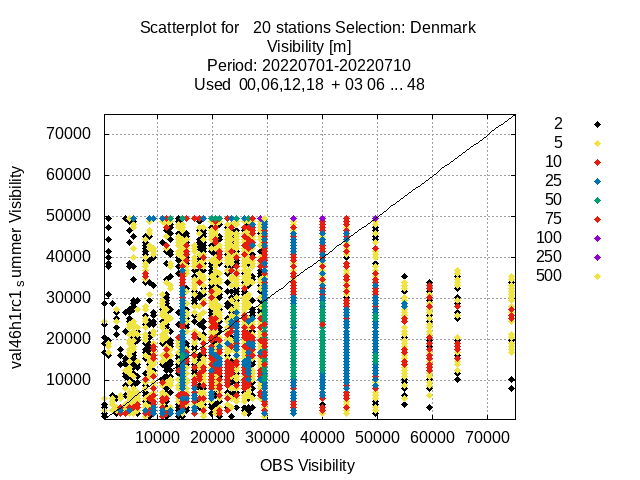 Scatterplot for   20 stations Selection: Denmark
Visibility [m]
Period: 20220701-20220710
Used  00,06,12,18  + 03 06 ... 48
val46h1rc1 summer Visibility
70000
60000
50000
40000
30000
20000
10000
10000 20000 30000 40000 50000 60000 70000
OBS Visibility
2
5
10
25
50
75
100
250
500